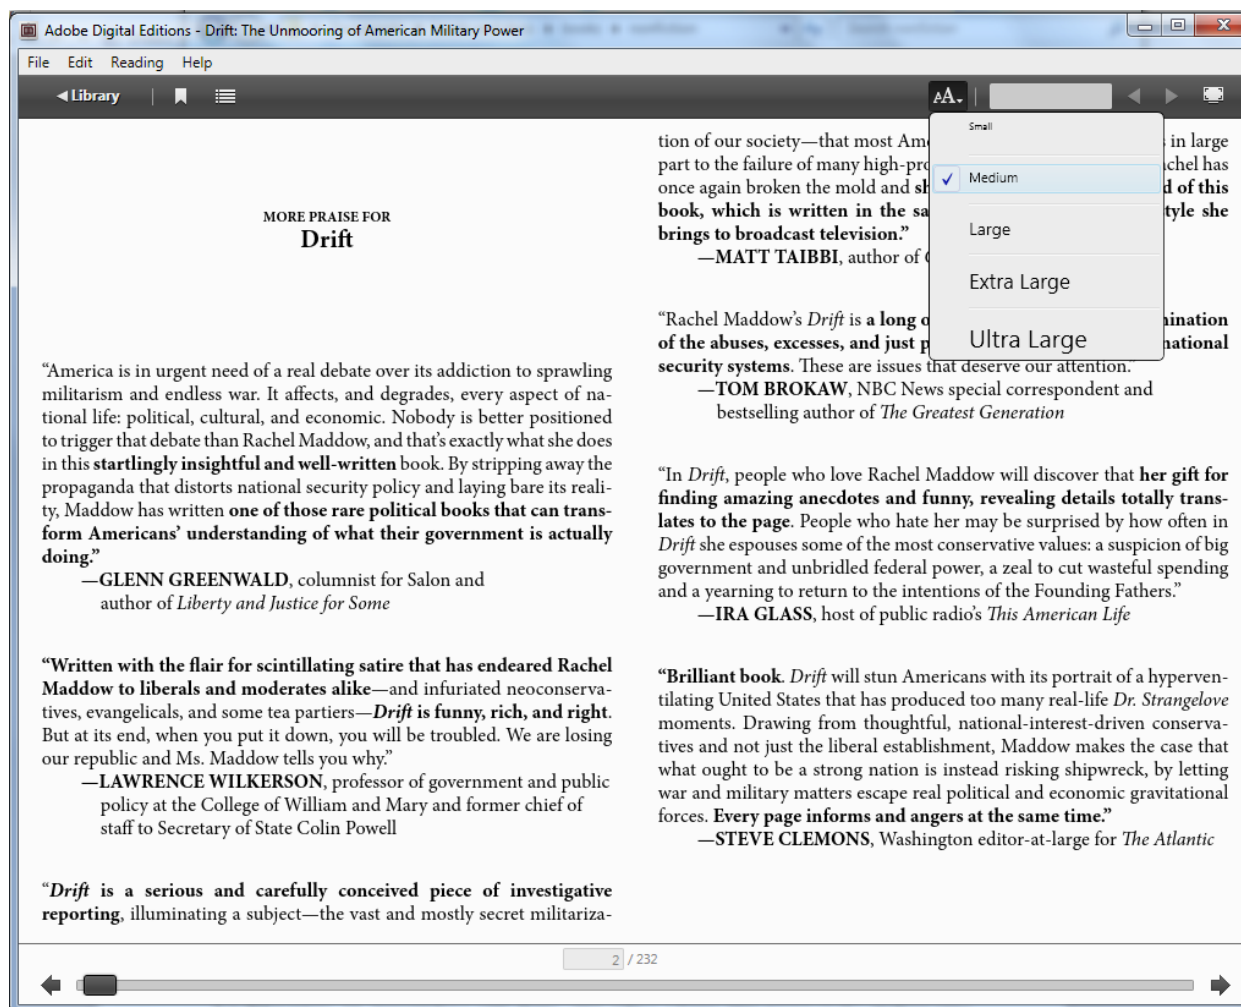 Adobe Digital Editions - Drift: The Unmooring of American Military Power
File Edit Reading Help
Library
AA
MORE PRAISE FOR
Drift
“America is in urgent need of a real debate over its addiction to sprawling
militarism and endless war. It affects, and degrades, every aspect of na-
tional life: political, cultural, and economic. Nobody is better positioned
to trigger that debate than Rachel Maddow, and that’s exactly what she does
in this startlingly insightful and well-written book. By stripping away the
propaganda that distorts national security policy and laying bare its reali-
ty, Maddow has written one of those rare political books that can trans-
form Americans’ understanding of what their government is actually
doing.”
—GLENN GREENWALD, columnist for Salon and
author of Liberty and Justice for Some
“Written with the flair for scintillating satire that has endeared Rachel
Maddow to liberals and moderates alike—and infuriated neoconserva-
tives, evangelicals, and some tea partiers—Drift is funny, rich, and right.
But at its end, when you put it down, you will be troubled. We are losing
our republic and Ms. Maddow tells you why.”
—LAWRENCE WILKERSON, professor of government and public
policy at the College of William and Mary and former chief of
staff to Secretary of State Colin Powell
“Drift is a serious and carefully conceived piece of investigative
reporting, illuminating a subject—the vast and mostly secret militariza-
tion of our society—that most Am s in large
part to the failure of many high-pro chel has
once again broken the mold and d of this
book, which is written in the sa tyle she
brings to broadcast television.”
—MATT TAIBBI, author of
“Rachel Maddow’s Drift is a long o ination
of the abuses, excesses, and just p national
security systems. These are issues that deserve our attention.”
—TOM BROKAW, NBC News special correspondent and
bestselling author of The Greatest Generation
“In Drift, people who love Rachel Maddow will discover that her gift for
finding amazing anecdotes and funny, revealing details totally trans-
lates to the page. People who hate her may be surprised by how often in
Drift she espouses some of the most conservative values: a suspicion of big
government and unbridled federal power, a zeal to cut wasteful spending
and a yearning to return to the intentions of the Founding Fathers.”
—IRA GLASS, host of public radio’s This American Life
“Brilliant book. Drift will stun Americans with its portrait of a hyperven-
tilating United States that has produced too many real-life Dr. Strangelove
moments. Drawing from thoughtful, national-interest-driven conserva-
tives and not just the liberal establishment, Maddow makes the case that
what ought to be a strong nation is instead risking shipwreck, by letting
war and military matters escape real political and economic gravitational
forces. Every page informs and angers at the same time.”
—STEVE CLEMONS, Washington editor-at-large for The Atlantic
Small
Medium
Large
Extra Large
Ultra Large
2 / 232